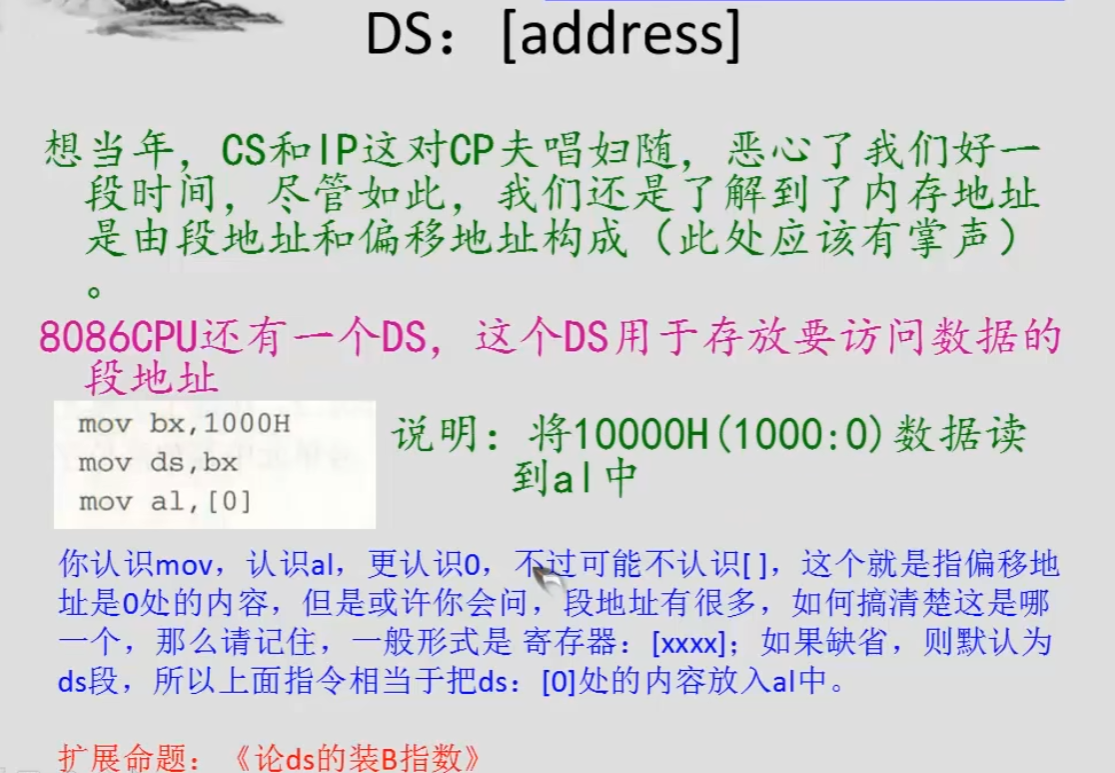 DS：[address]
想当年，CS和IP这对CP夫唱妇随，恶心了我们好一
段时间，尽管如此，我们还是了解到了内存地址
是由段地址和偏移地址构成（此处应该有掌声）
。
8086CPU还有一个DS，这个DS用于存放要访问数据的
段地址
mov bx,1000H
mov ds,bx
mov al,[0]
说明：将10000H(1000:0)数据读
到al中
你认识mov，认识al，更认识0，不过可能不认识[ ]，这个就是指偏移地
址是0处的内容，但是或许你会问，段地址有很多，如何搞清楚这是哪
一个，那么请记住，一般形式是 寄存器：[xxxx]；如果缺省，则默认为
ds段，所以上面指令相当于把ds：[0]处的内容放入al中。
扩展命题：《论ds的装B指数》